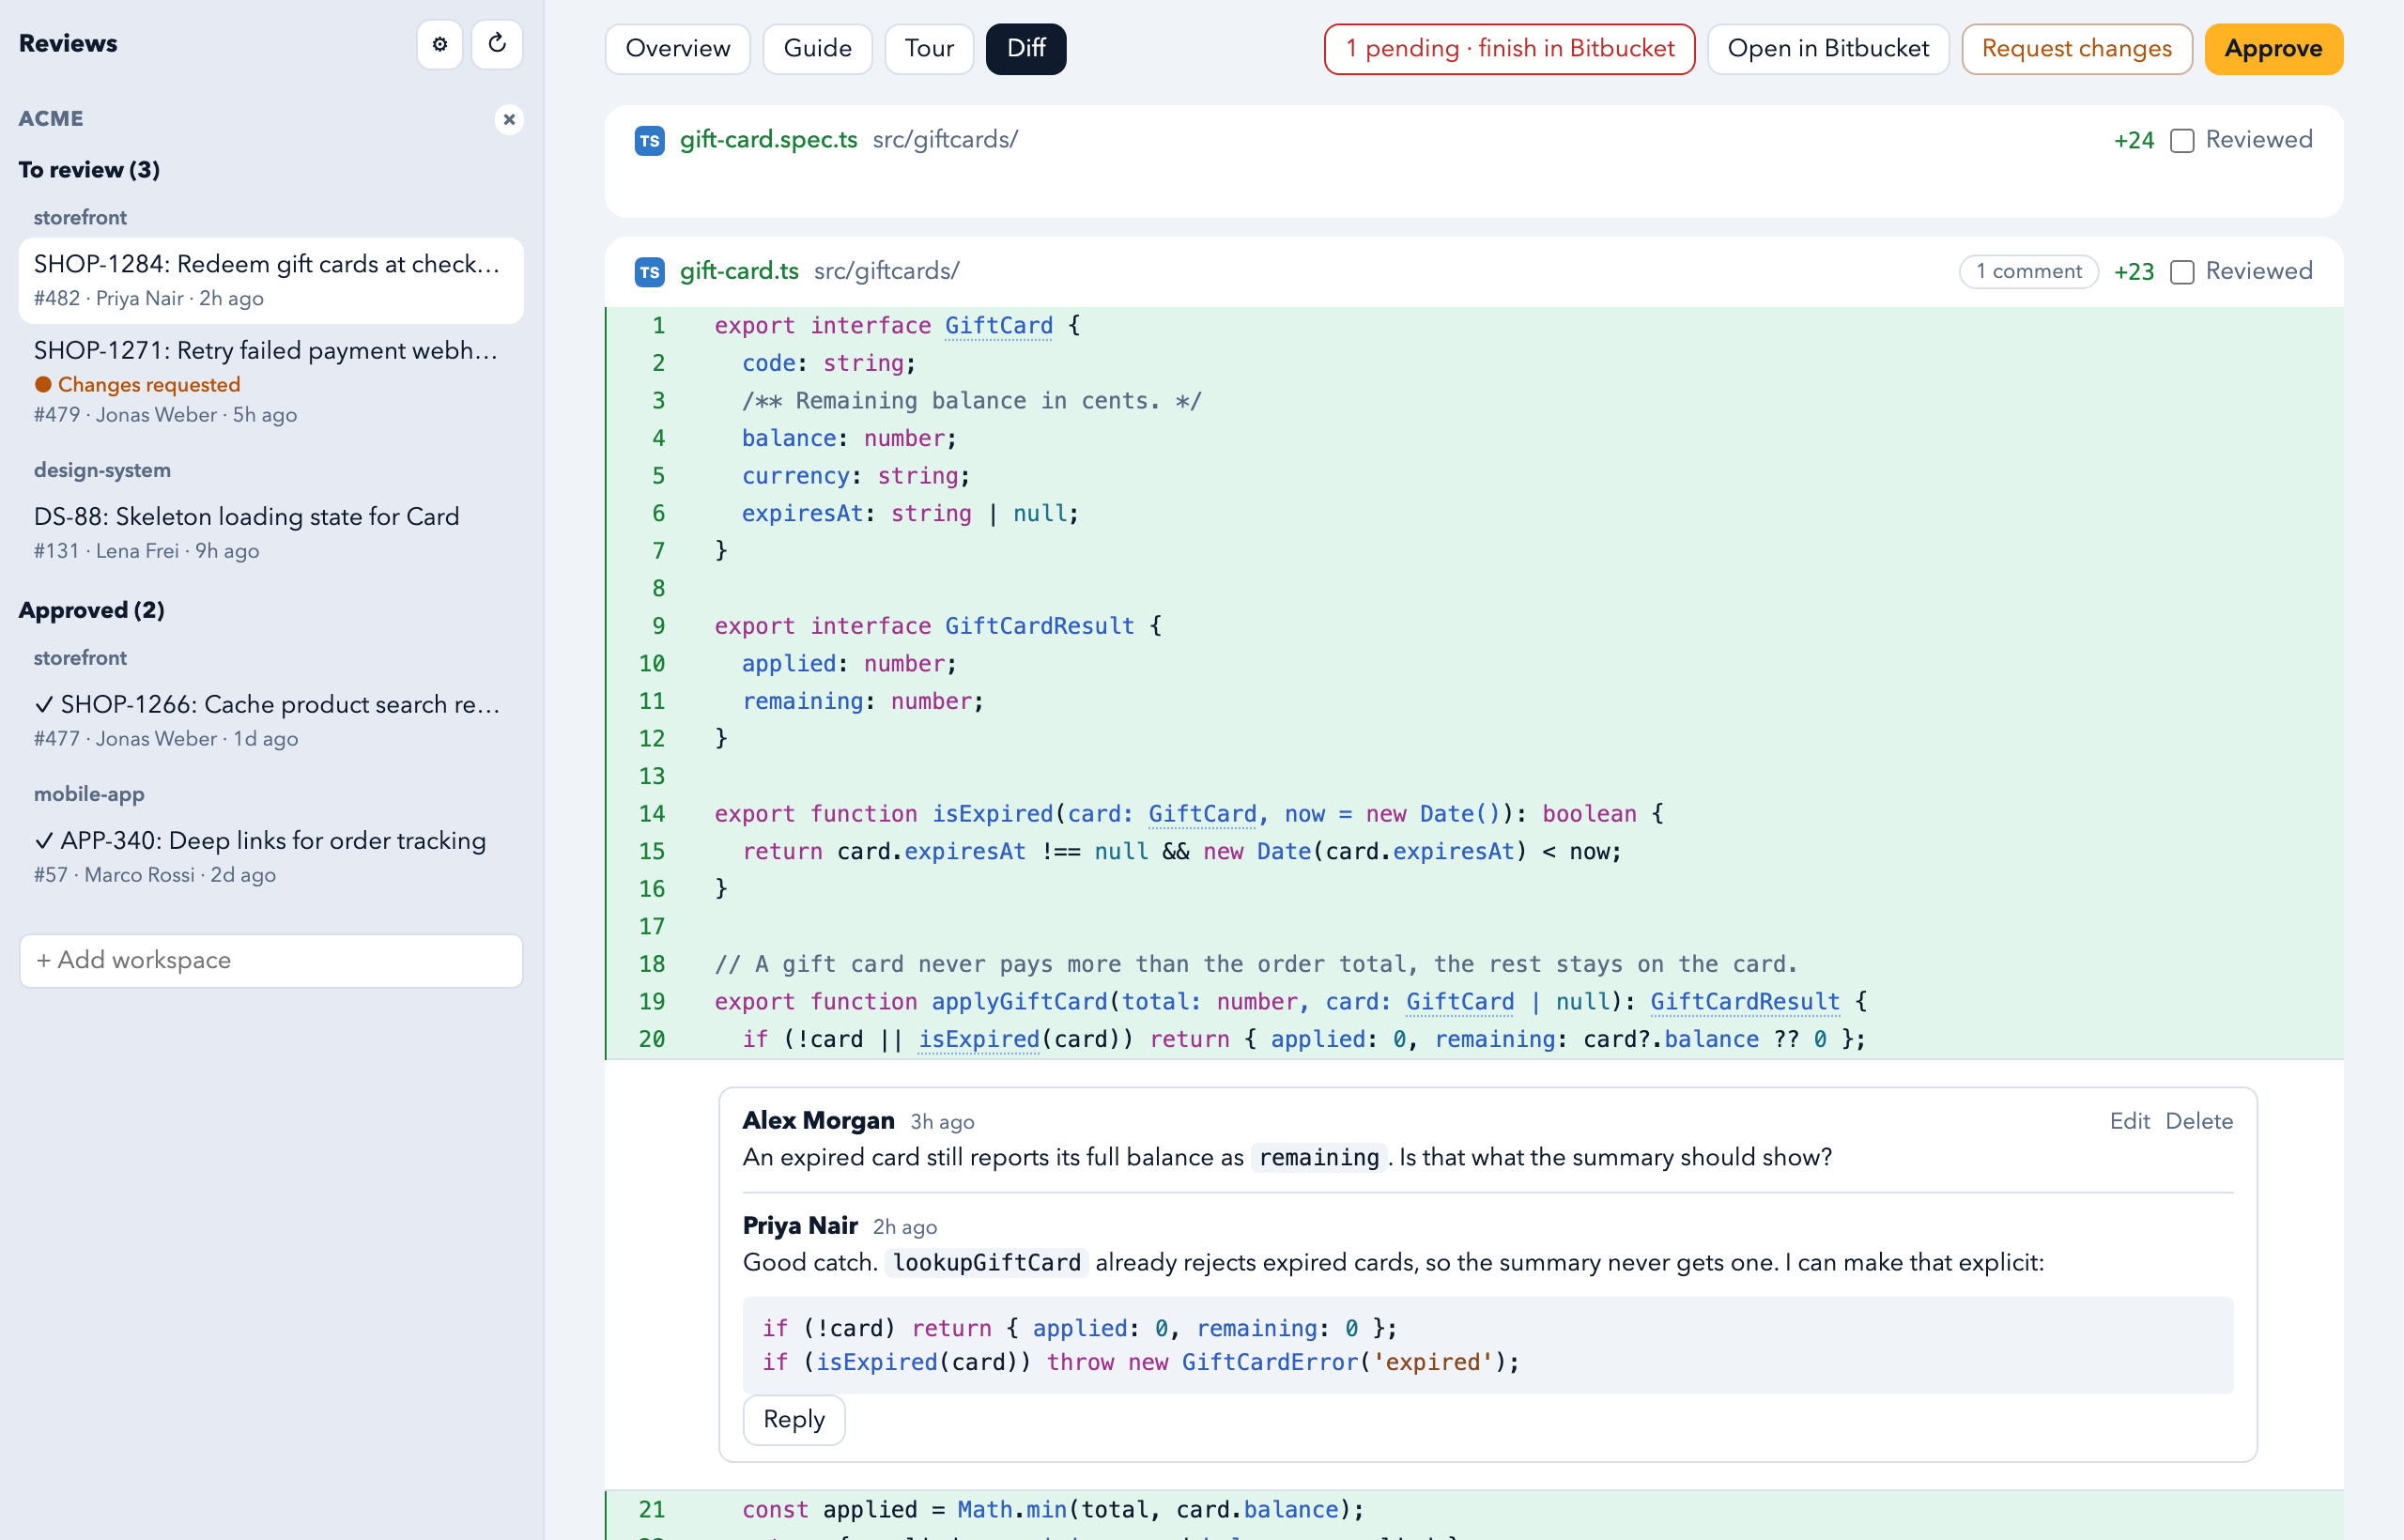 Reviews
ACME
To review (3)
storefront
SHOP-1284: Redeem gift cards at check…
#482 · Priya Nair · 2h ago
SHOP-1271: Retry failed payment webh…
Changes requested
#479 · Jonas Weber · 5h ago
design-system
DS-88: Skeleton loading state for Card
#131 · Lena Frei · 9h ago
Approved (2)
storefront
✓ SHOP-1266: Cache product search re…
#477 · Jonas Weber · 1d ago
mobile-app
✓ APP-340: Deep links for order tracking
#57 · Marco Rossi · 2d ago
+ Add workspace
Overview Guide Tour Diff 1 pending · finish in Bitbucket Open in Bitbucket Request changes Approve
TS gift-card.spec.ts src/giftcards/ +24 Reviewed
TS gift-card.ts src/giftcards/ 1 comment +23 Reviewed
1 export interface GiftCard {
2 code: string;
3 /** Remaining balance in cents. */
4 balance: number;
5 currency: string;
6 expiresAt: string | null;
7 }
8
9 export interface GiftCardResult {
10 applied: number;
11 remaining: number;
12 }
13
14 export function isExpired(card: GiftCard, now = new Date()): boolean {
15 return card.expiresAt !== null && new Date(card.expiresAt) < now;
16 }
17
18 // A gift card never pays more than the order total, the rest stays on the card.
19 export function applyGiftCard(total: number, card: GiftCard | null): GiftCardResult {
20 if (!card || isExpired(card)) return { applied: 0, remaining: card?.balance ?? 0 };
Alex Morgan 3h ago Edit Delete
An expired card still reports its full balance as remaining. Is that what the summary should show?
Priya Nair 2h ago
Good catch. lookupGiftCard already rejects expired cards, so the summary never gets one. I can make that explicit:
if (!card) return { applied: 0, remaining: 0 };
if (isExpired(card)) throw new GiftCardError('expired');
Reply
21 const applied = Math.min(total, card.balance);